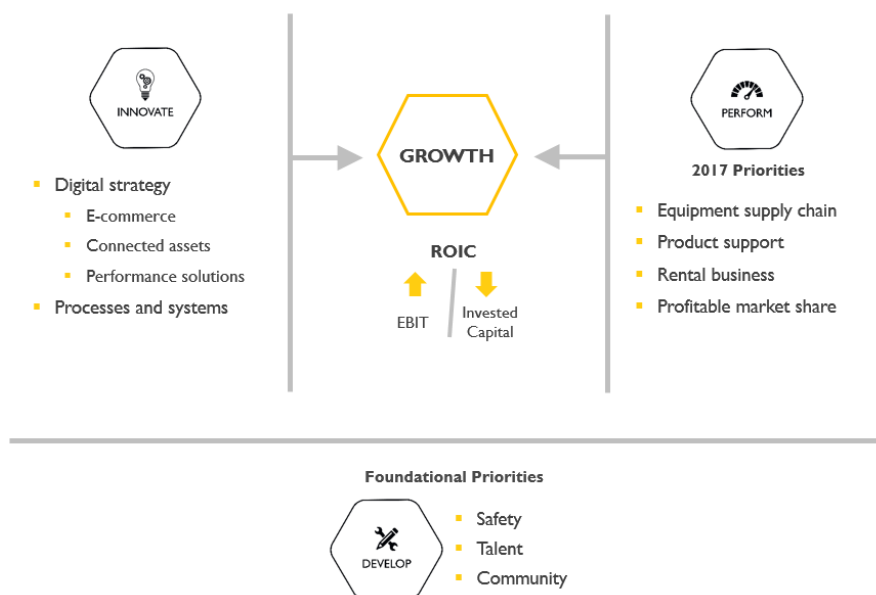 INNOVATE
Digital strategy
E-commerce
Connected assets
Performance solutions
Processes and systems
GROWTH
ROIC
EBIT
Invested
Capital
PERFORM
2017 Priorities
Equipment supply chain
Product support
Rental business
Profitable market share
Foundational Priorities
DEVELOP
Safety
Talent
Community